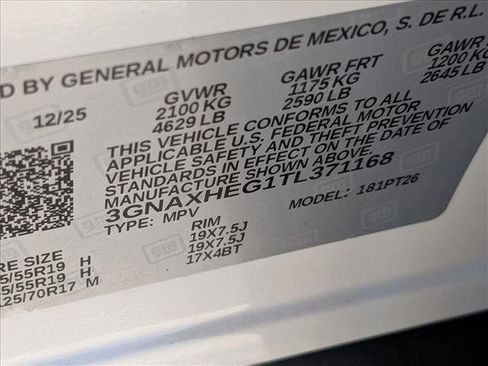 D BY GENERAL MOTORS DE MEXICO, S. DE R.L.
12/25 GVWR GAWR FRT GAWR
2100 KG 1175 KG 1200 KG
4629 LB 2590 LB 2645 LB
THIS VEHICLE CONFORMS TO ALL
APPLICABLE U.S. FEDERAL MOTOR
VEHICLE SAFETY AND THEFT PREVENTION
STANDARDS IN EFFECT ON THE DATE OF
MANUFACTURE SHOWN ABOVE.
3GNAXHEG1TL371168
TYPE: MPV MODEL: 181PT26
RE SIZE RIM
5/55R19 H 19X7.5J
5/55R19 H 19X7.5J
125/70R17 M 17X4BT